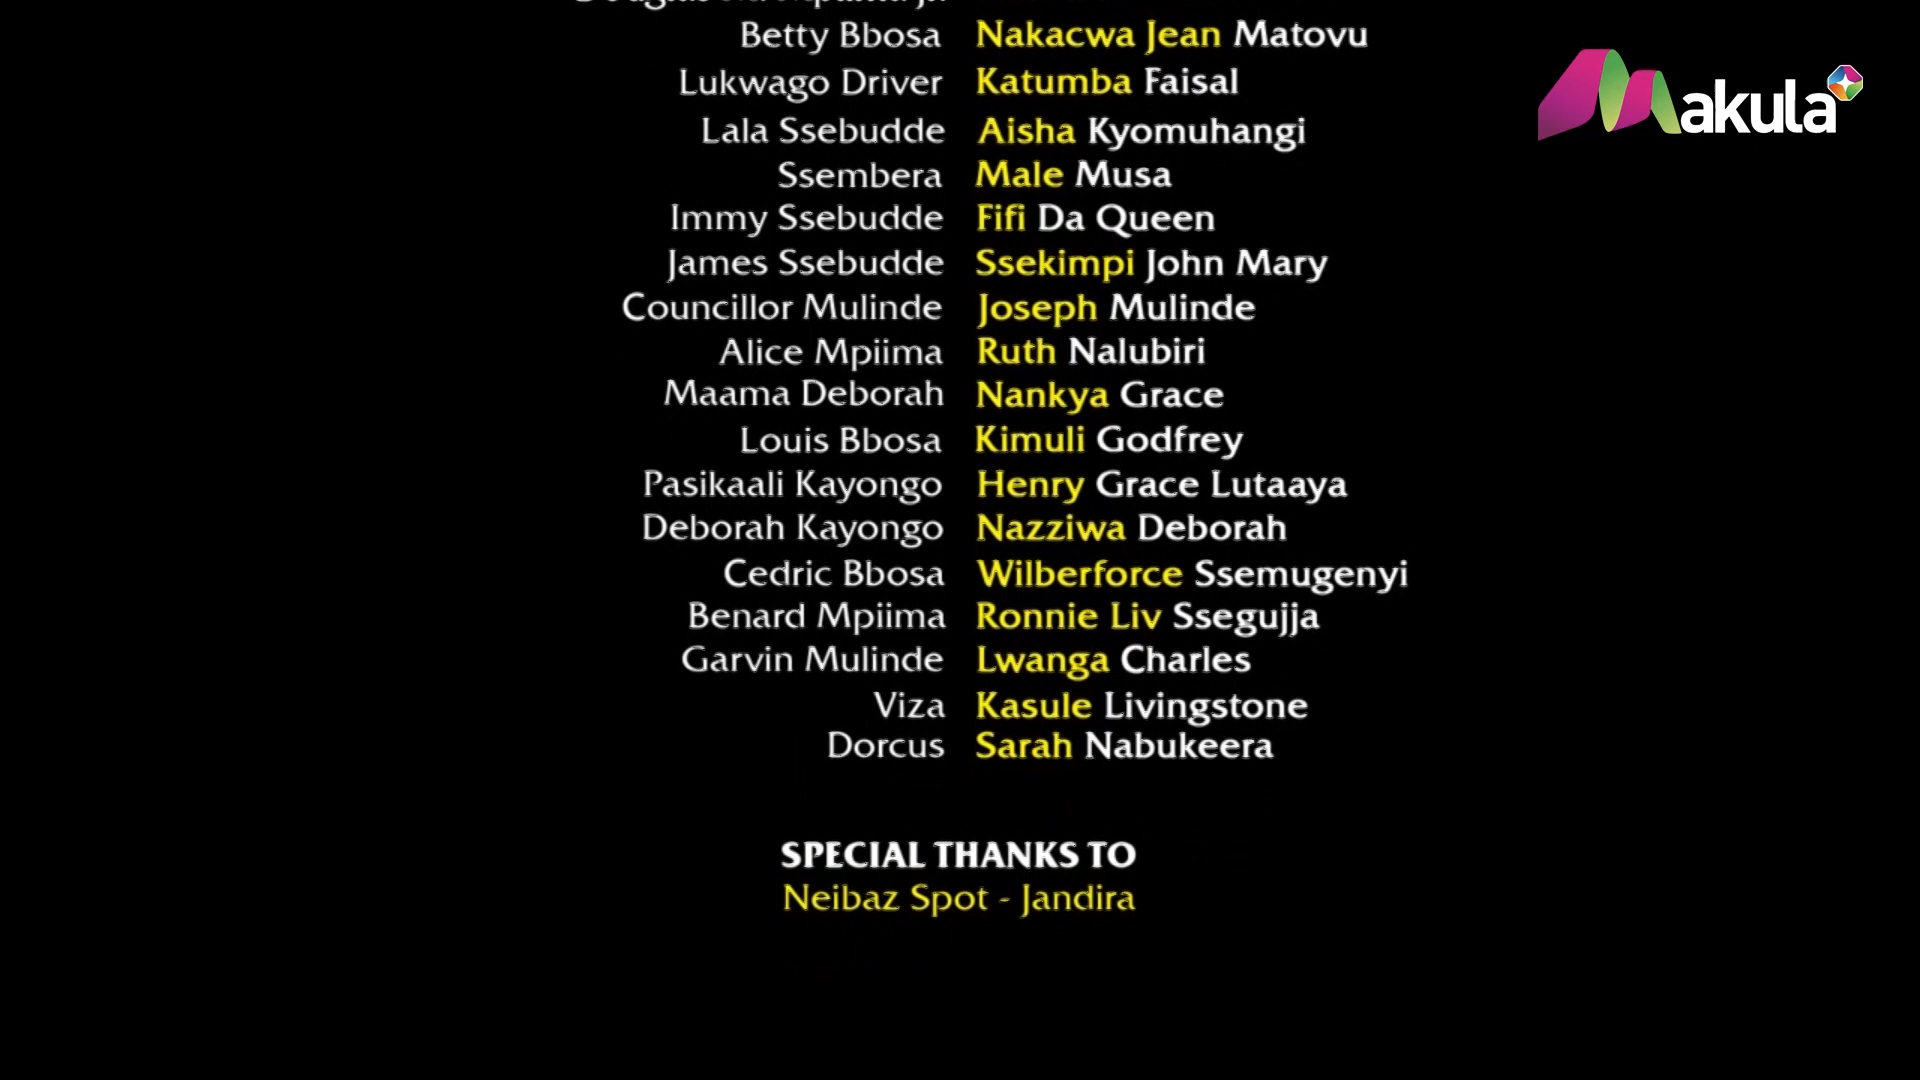 Betty Bbosa Nakacwa Jean Matovu
Lukwago Driver Katumba Faisal
Lala Ssebudde Aisha Kyomuhangi
Ssembera Male Musa
Immy Ssebudde Fifi Da Queen
James Ssebudde Ssekimpi John Mary
Councillor Mulinde Joseph Mulinde
Alice Mpiima Ruth Nalubiri
Maama Deborah Nankya Grace
Louis Bbosa Kimuli Godfrey
Pasikaali Kayongo Henry Grace Lutaaya
Deborah Kayongo Nazziwa Deborah
Cedric Bbosa Wilberforce Ssemugenyi
Benard Mpiima Ronnie Liv Ssegujja
Garvin Mulinde Lwanga Charles
Viza Kasule Livingstone
Dorcus Sarah Nabukeera
SPECIAL THANKS TO
Neibaz Spot - Jandira
Makula